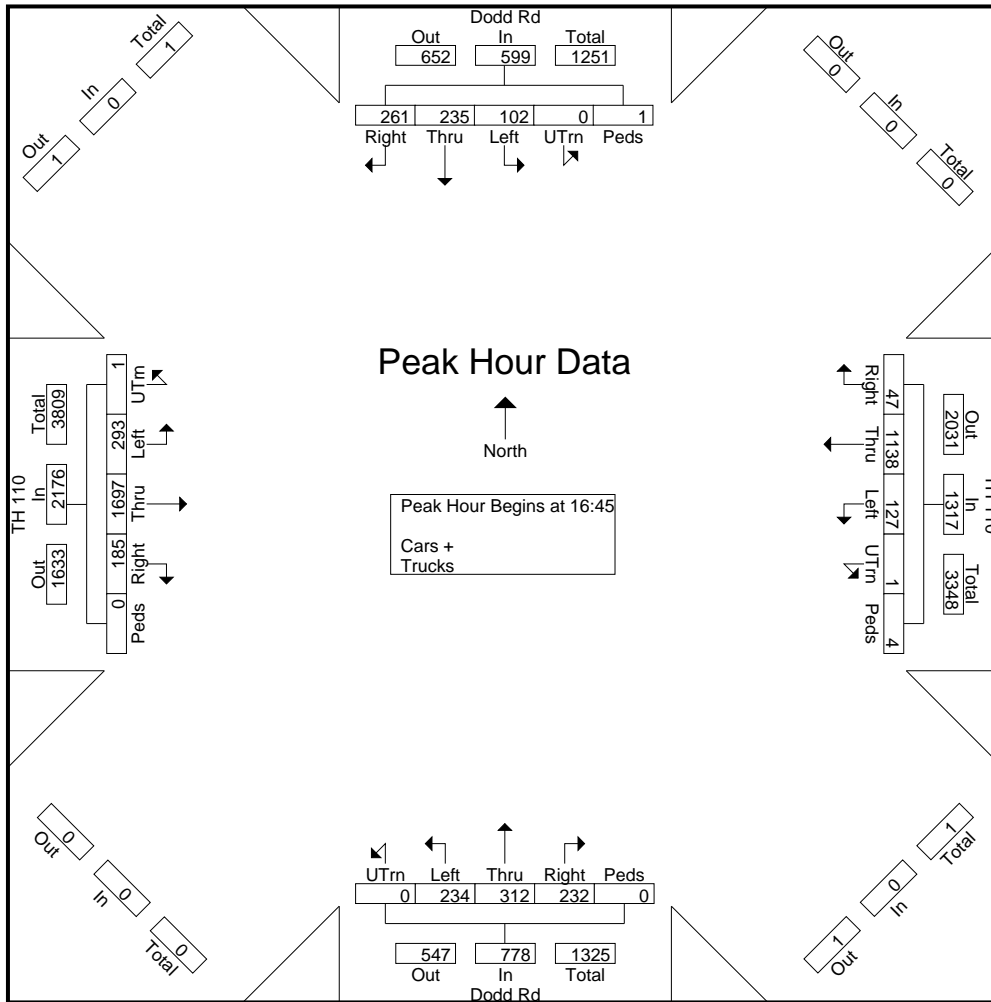 Dodd Rd
Out In Total
652 599 1251
261 235 102 0 1
Right Thru Left UTrn Peds
Total 1
In 0
Out 1
Out 0
In 0
Total 0
Peak Hour Data
North
Peak Hour Begins at 16:45
Cars +
Trucks
TH 110
Total In Out
3809 2176 1633
1 293 1697 185 0
UTrn Left Thru Right Peds
Right Thru Left UTrn Peds
47 1138 127 1 4
Out In Total
2031 1317 3348
Out 0
In 0
Total 0
Total 1
In 0
Out 1
UTrn Left Thru Right Peds
0 234 312 232 0
547 778 1325
Out In Total
Dodd Rd